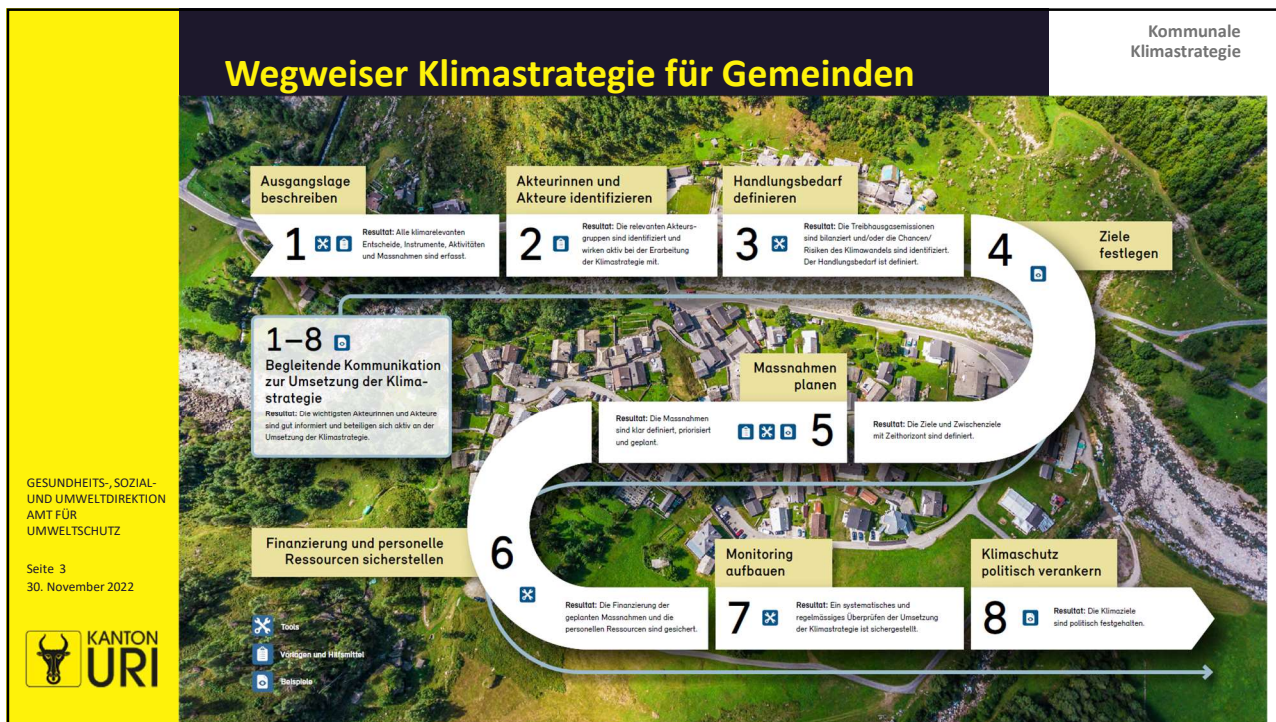 Kommunale
Klimastrategie
Wegweiser Klimastrategie für Gemeinden
Ausgangslage
beschreiben
1
Resultat: Alle klimarelevanten
Entscheide, Instrumente, Aktivitäten
und Massnahmen sind erfasst.
Akteurinnen und
Akteure identifizieren
2
Resultat: Die relevanten Akteurs-
gruppen sind identifiziert und
wirken aktiv bei der Erarbeitung
der Klimastrategie mit.
Handlungsbedarf
definieren
3
Resultat: Die Treibhausgasemissionen
sind bilanziert und/oder die Chancen/
Risiken des Klimawandels sind identifiziert.
Der Handlungsbedarf ist definiert.
4
Ziele
festlegen
Resultat: Die Ziele und Zwischenziele
mit Zeithorizont sind definiert.
1–8
Begleitende Kommunikation
zur Umsetzung der Klima-
strategie
Resultat: Die wichtigsten Akteurinnen und Akteure
sind gut informiert und beteiligen sich aktiv an der
Umsetzung der Klimastrategie.
Massnahmen
planen
Resultat: Die Massnahmen
sind klar definiert, priorisiert
und geplant.
5
Finanzierung und personelle
Ressourcen sicherstellen
6
Resultat: Die Finanzierung der
geplanten Massnahmen und die
personellen Ressourcen sind gesichert.
Monitoring
aufbauen
7
Resultat: Ein systematisches und
regelmässiges Überprüfen der Umsetzung
der Klimastrategie ist sichergestellt.
Klimaschutz
politisch verankern
8
Resultat: Die Klimaziele
sind politisch festgehalten.
Tools
Vorlagen und Hilfsmittel
Beispiele
GESUNDHEITS-, SOZIAL-
UND UMWELTDIREKTION
AMT FÜR
UMWELTSCHUTZ
Seite 3
30. November 2022
KANTON
URI